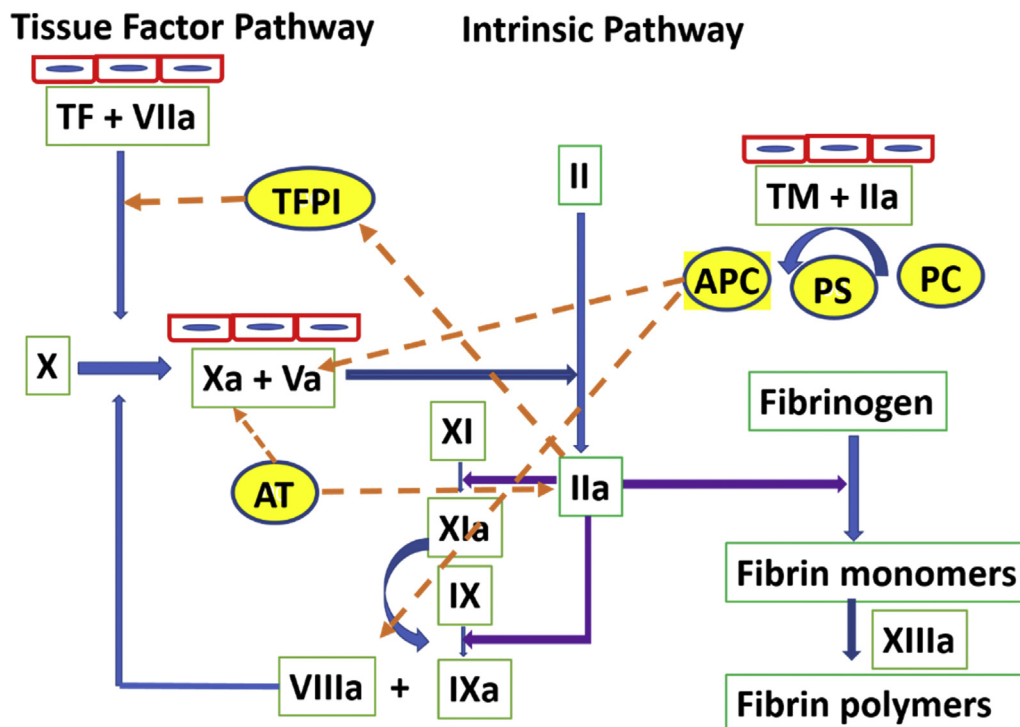 Tissue Factor Pathway
Intrinsic Pathway
TF + VIIa
TFPI
II
TM + IIa
APC
PS
PC
X
Xa + Va
Fibrinogen
XI
AT
IIa
XIa
IX
Fibrin monomers
XIIIa
VIIIa + IXa
Fibrin polymers